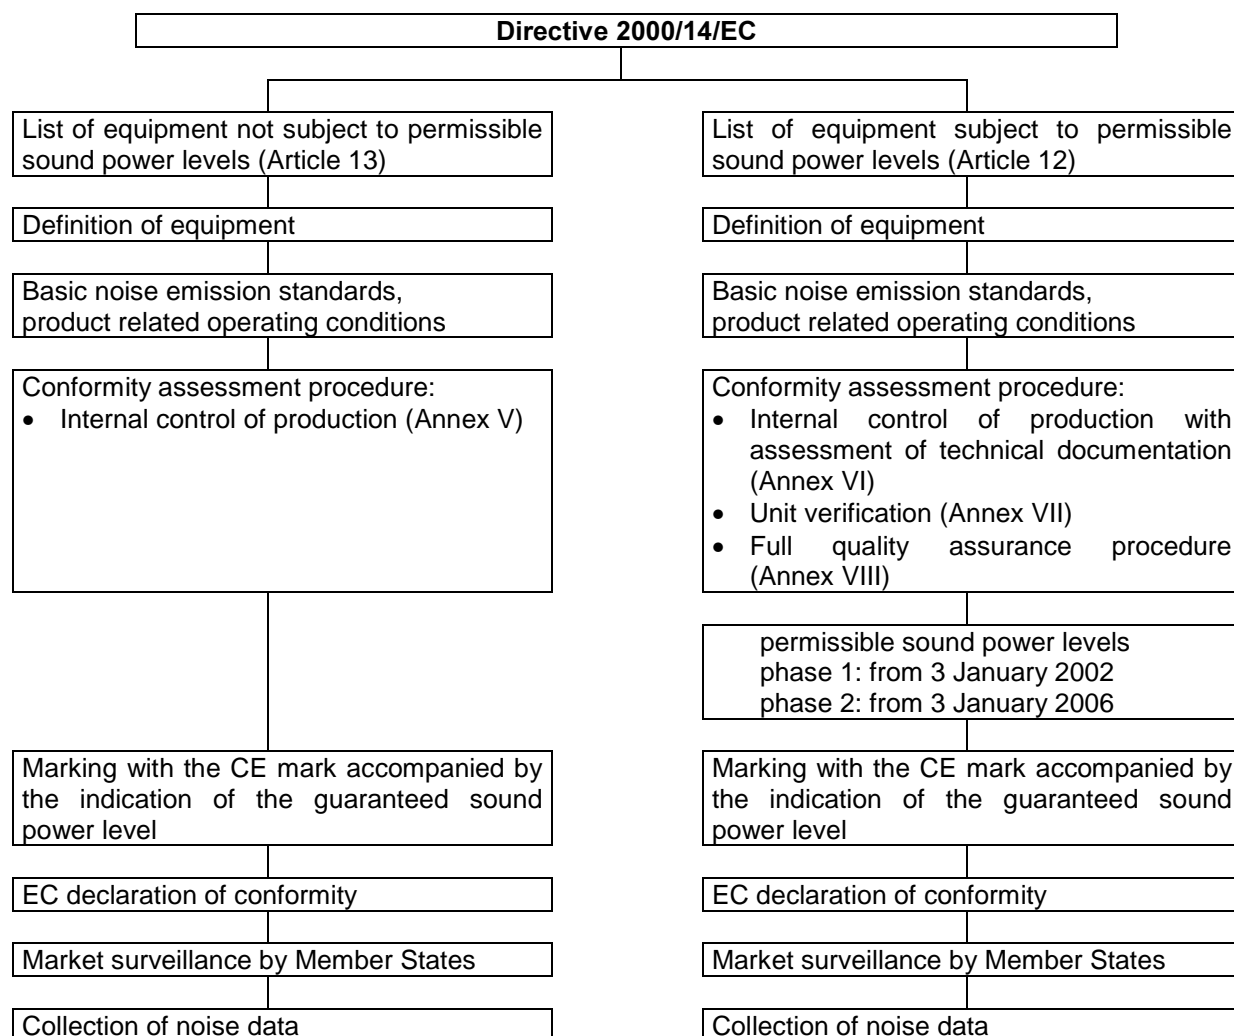 Directive 2000/14/EC
List of equipment not subject to permissible
sound power levels (Article 13)
Definition of equipment
Basic noise emission standards,
product related operating conditions
Conformity assessment procedure:
• Internal control of production (Annex V)
Marking with the CE mark accompanied by
the indication of the guaranteed sound
power level
EC declaration of conformity
Market surveillance by Member States
Collection of noise data
List of equipment subject to permissible
sound power levels (Article 12)
Definition of equipment
Basic noise emission standards,
product related operating conditions
Conformity assessment procedure:
• Internal control of production with
assessment of technical documentation
(Annex VI)
• Unit verification (Annex VII)
• Full quality assurance procedure
(Annex VIII)
permissible sound power levels
phase 1: from 3 January 2002
phase 2: from 3 January 2006
Marking with the CE mark accompanied by
the indication of the guaranteed sound
power level
EC declaration of conformity
Market surveillance by Member States
Collection of noise data